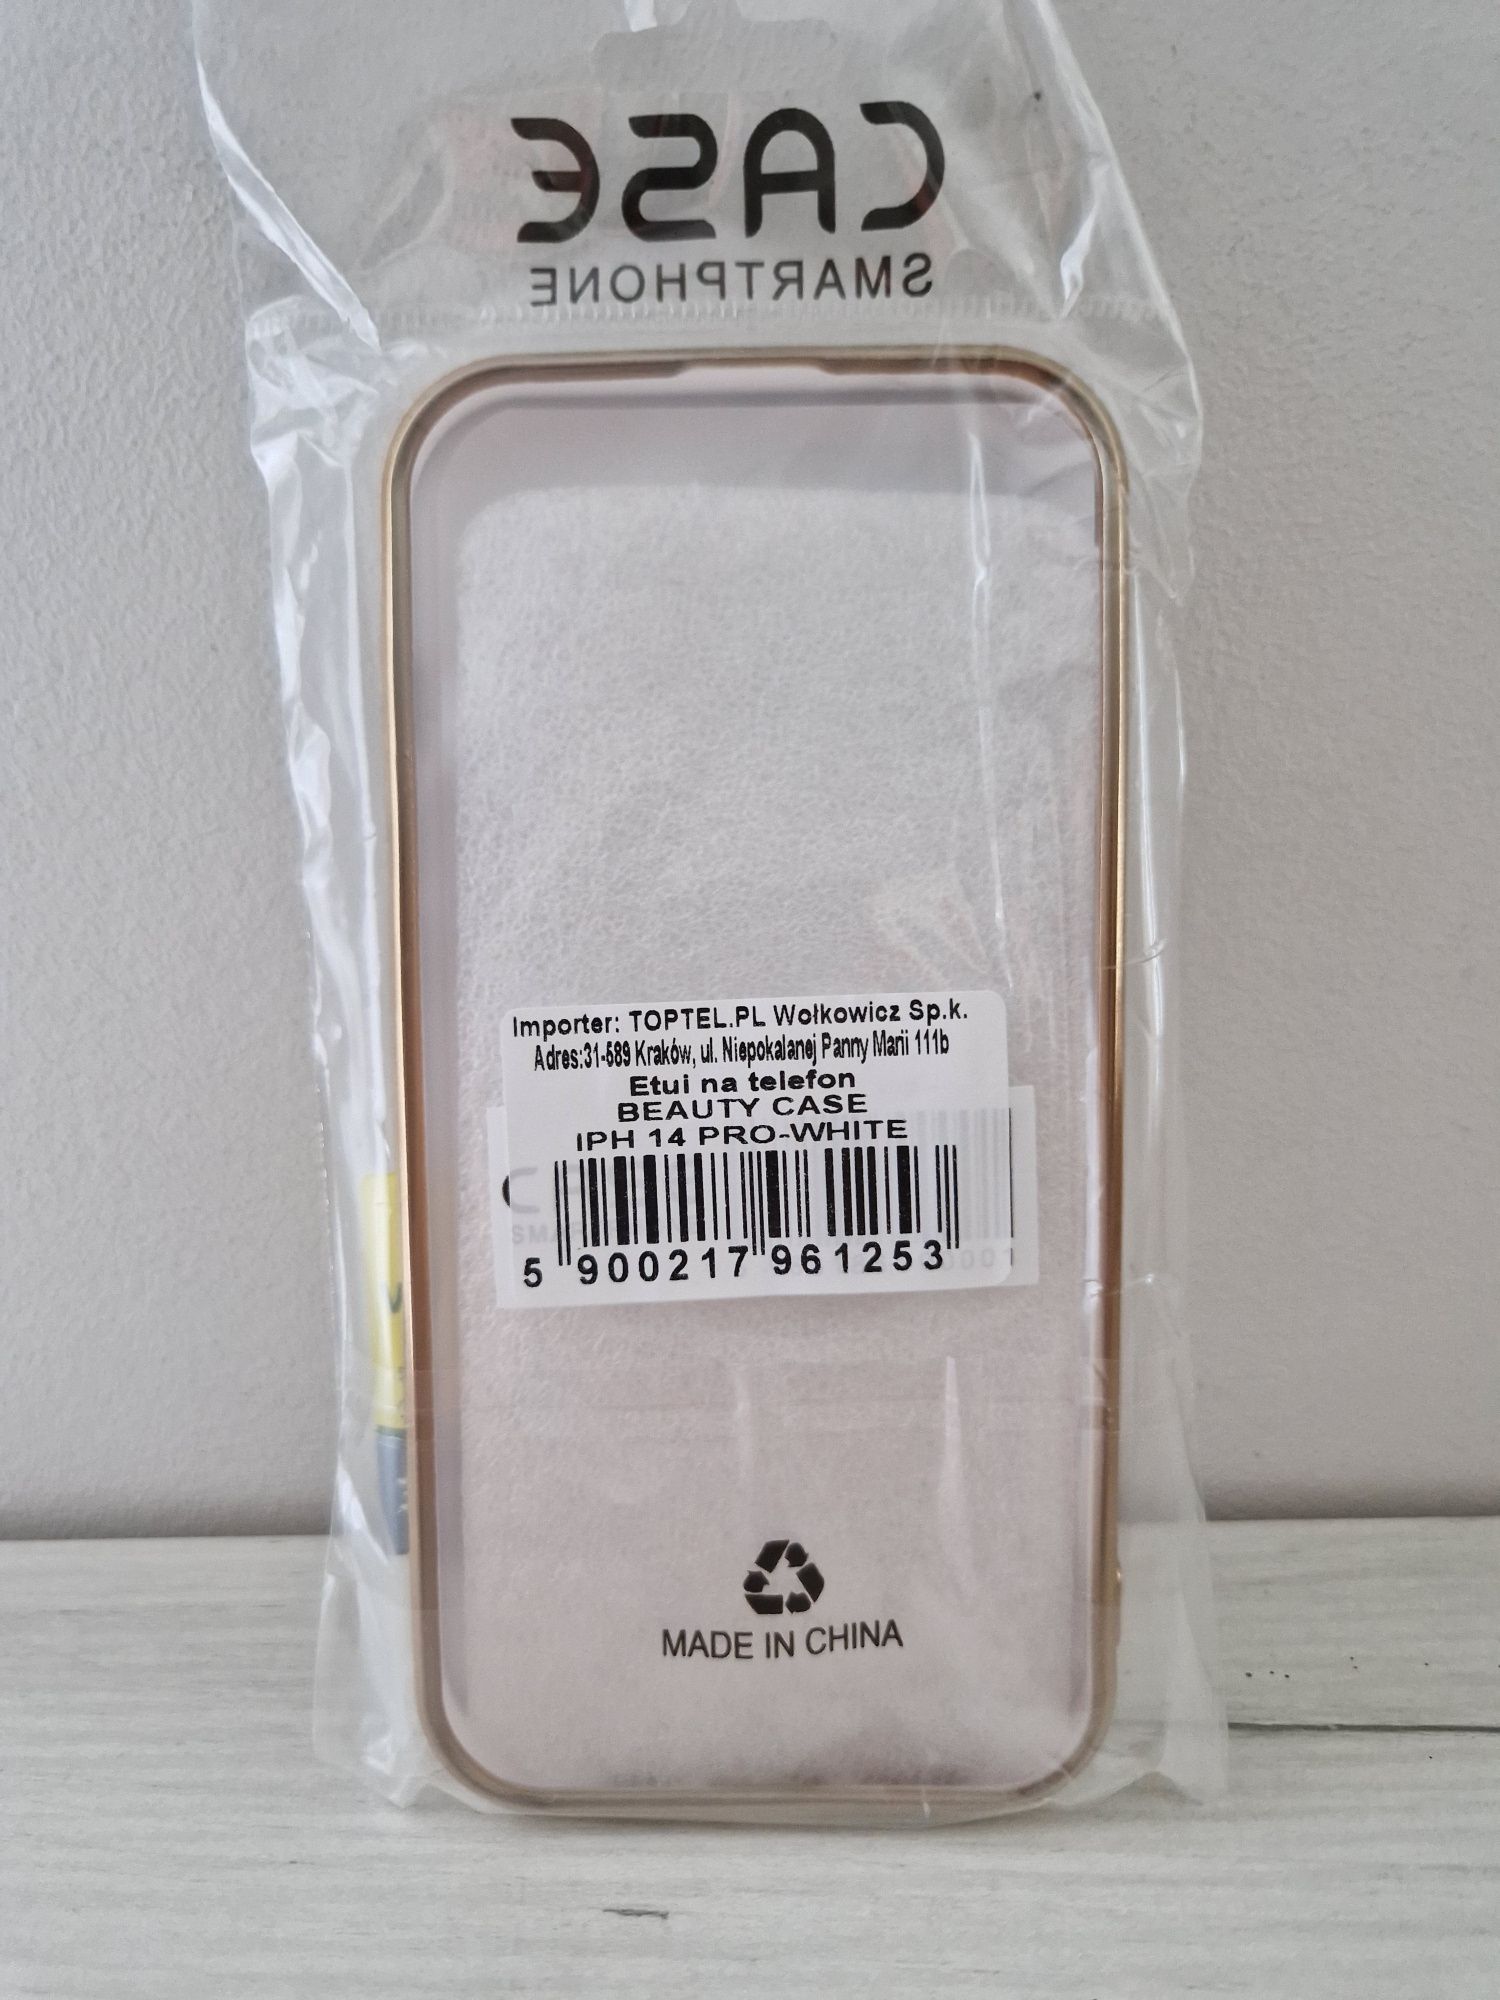 CASE
SMARTPHONE
Importer: TOPTEL.PL Wołkowicz Sp.k.
Adres:31-589 Kraków, ul. Niepokalanej Panny Marii 111b
Etui na telefon
BEAUTY CASE
IPH 14 PRO-WHITE
5 900217 961253
MADE IN CHINA